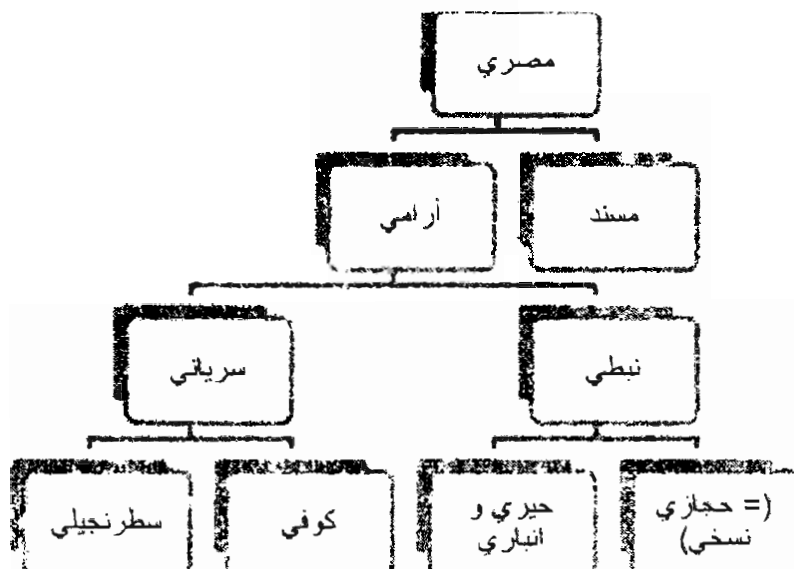 مصري
مسند
أرامي
نبطي
سرياني
(= حجازي
نسخي)
حيري و
انباري
كوفي
سطرنجيلي